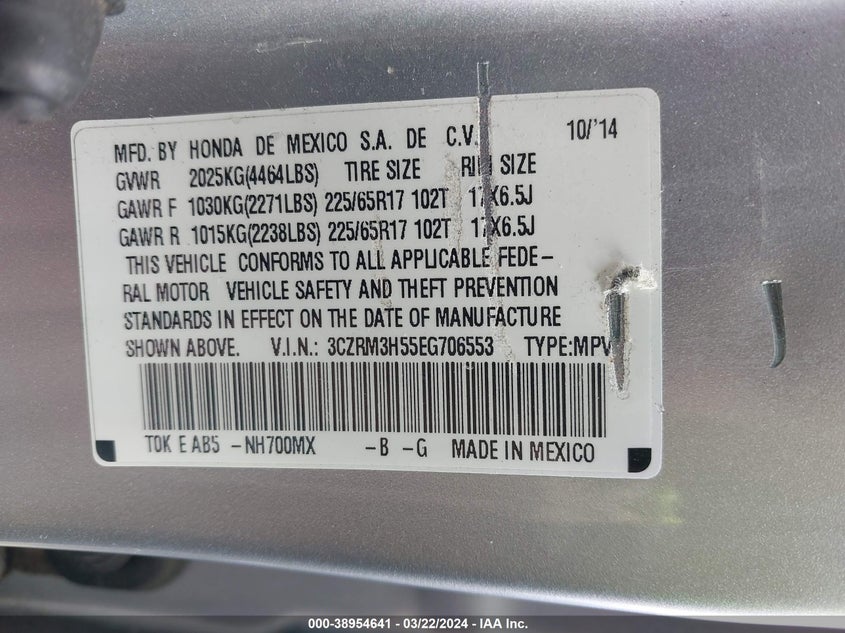 MFD. BY HONDA DE MEXICO S.A. DE C.V. 10/'14
GVWR 2025KG(4464LBS) TIRE SIZE RIM SIZE
GAWR F 1030KG(2271LBS) 225/65R17 102T 17X6.5J
GAWR R 1015KG(2238LBS) 225/65R17 102T 17X6.5J
THIS VEHICLE CONFORMS TO ALL APPLICABLE FEDE-
RAL MOTOR VEHICLE SAFETY AND THEFT PREVENTION
STANDARDS IN EFFECT ON THE DATE OF MANUFACTURE
SHOWN ABOVE. V.I.N.: 3CZRM3H55EG706553 TYPE:MPV
T0K E AB5 -NH700MX -B -G MADE IN MEXICO
000-38954641 - 03/22/2024 - IAA Inc.